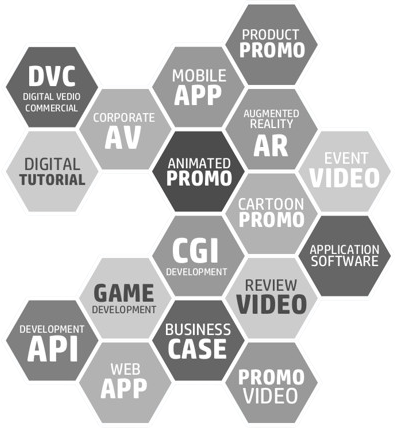 PRODUCT
PROMO
DVC
DIGITAL VEDIO
COMMERCIAL
MOBILE
APP
CORPORATE
AV
AUGMENTED
REALITY
AR
DIGITAL
TUTORIAL
ANIMATED
PROMO
EVENT
VIDEO
CARTOON
PROMO
CGI
DEVELOPMENT
APPLICATION
SOFTWARE
GAME
DEVELOPMENT
REVIEW
VIDEO
DEVELOPMENT
API
BUSINESS
CASE
WEB
APP
PROMO
VIDEO